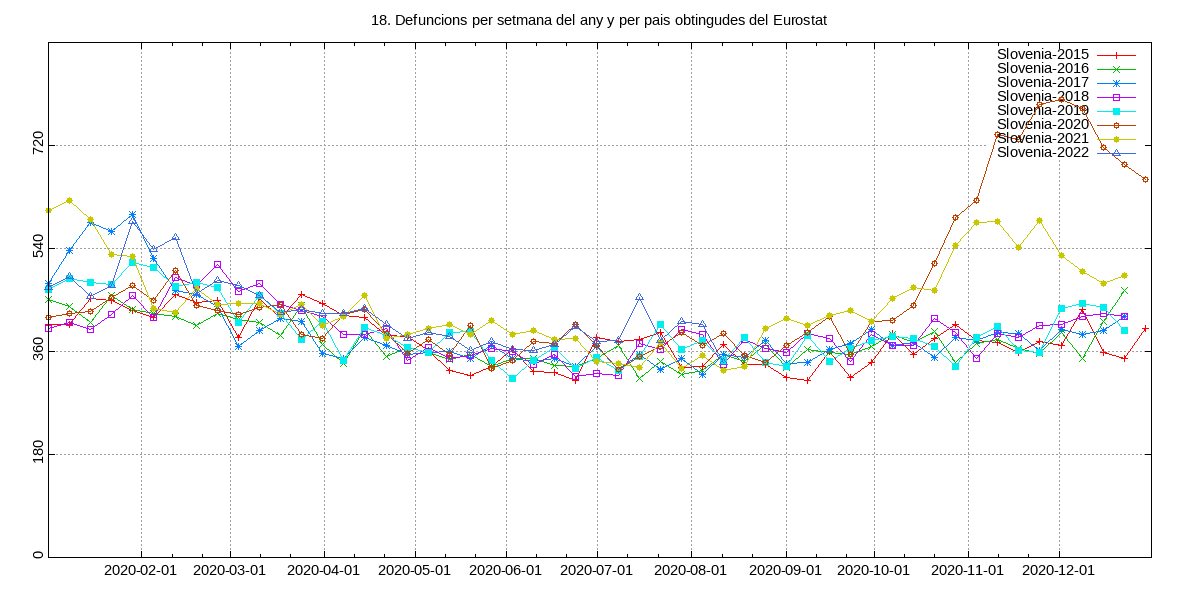 18. Defuncions per setmana del any y per pais obtingudes del Eurostat
Slovenia-2015
Slovenia-2016
Slovenia-2017
Slovenia-2018
Slovenia-2019
Slovenia-2020
Slovenia-2021
Slovenia-2022
720
540
360
180
0
2020-02-01 2020-03-01 2020-04-01 2020-05-01 2020-06-01 2020-07-01 2020-08-01 2020-09-01 2020-10-01 2020-11-01 2020-12-01